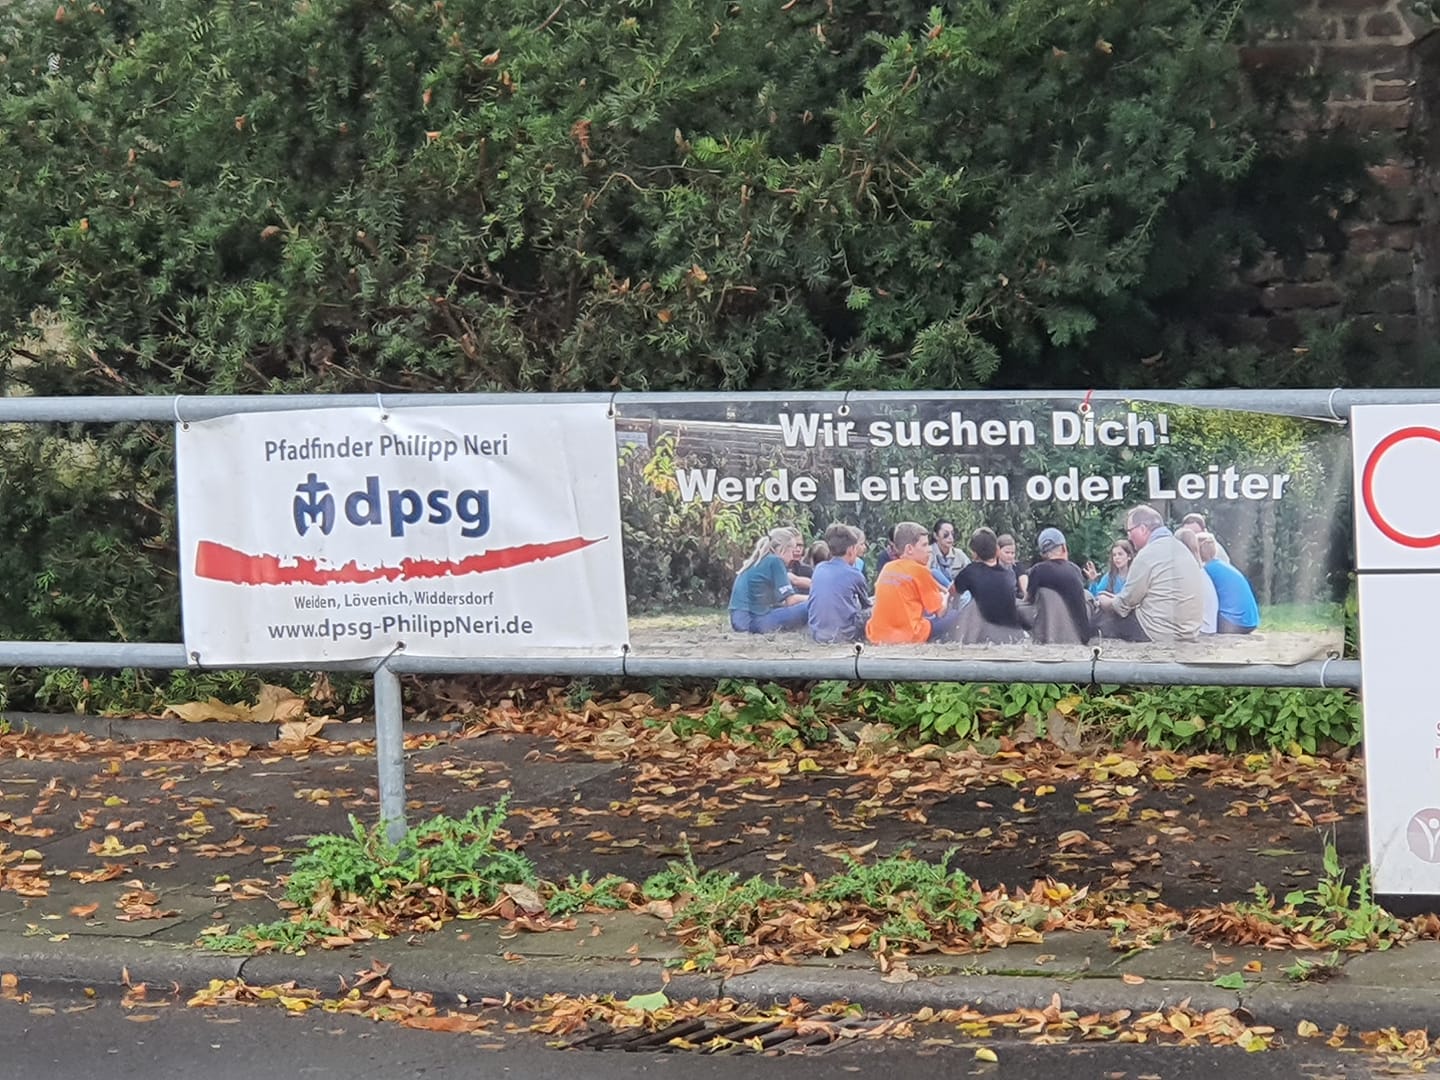 Pfadfinder Philipp Neri
dpsg
Weiden, Lövenich, Widdersdorf
www.dpsg-PhilippNeri.de
Wir suchen Dich!
Werde Leiterin oder Leiter